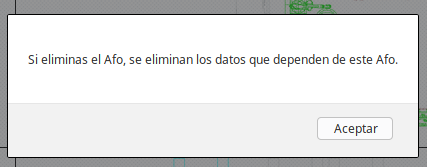 Si eliminas el Afo, se eliminan los datos que dependen de este Afo.
Aceptar